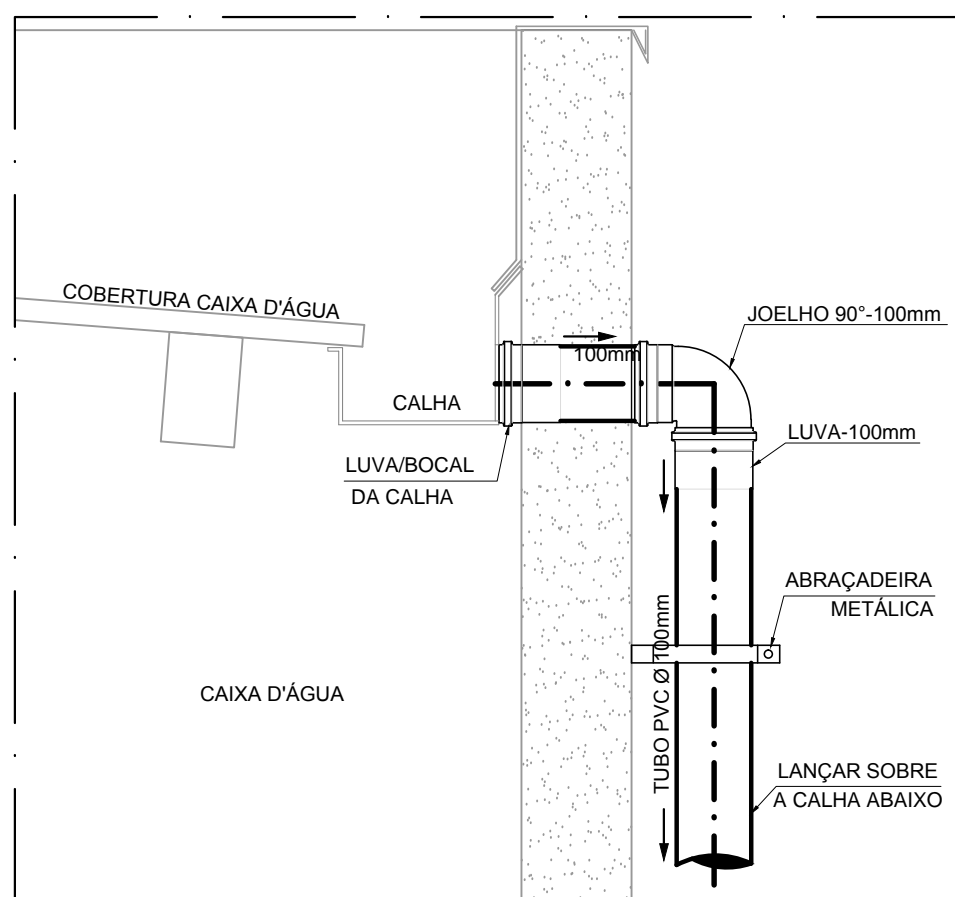 COBERTURA CAIXA D'ÁGUA
JOELHO 90°-100mm
100mm
CALHA
LUVA-100mm
LUVA/BOCAL
DA CALHA
ABRAÇADEIRA
METÁLICA
TUBO PVC Ø 100mm
CAIXA D'ÁGUA
LANÇAR SOBRE
A CALHA ABAIXO